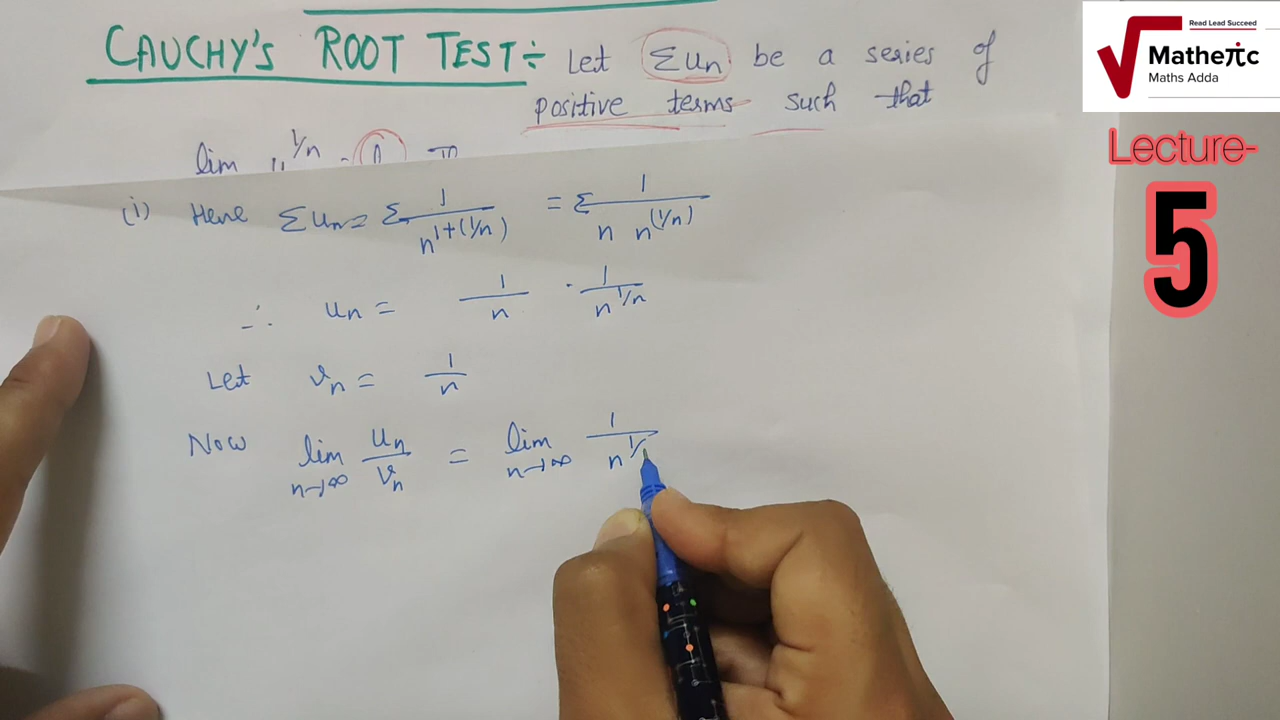 CAUCHY'S ROOT TEST÷ Let Σuₙ be a series of
positive terms such that
lim
(i) Here Σuₙ = Σ 1/n^(1+(1/n)) = Σ 1/(n n^(1/n))
∴ uₙ = 1/n · 1/n^(1/n)
Let vₙ = 1/n
Now lim n→∞ uₙ/vₙ = lim n→∞ 1/n^1/
Read Lead Succeed
Matheπc
Maths Adda
Lecture-
5